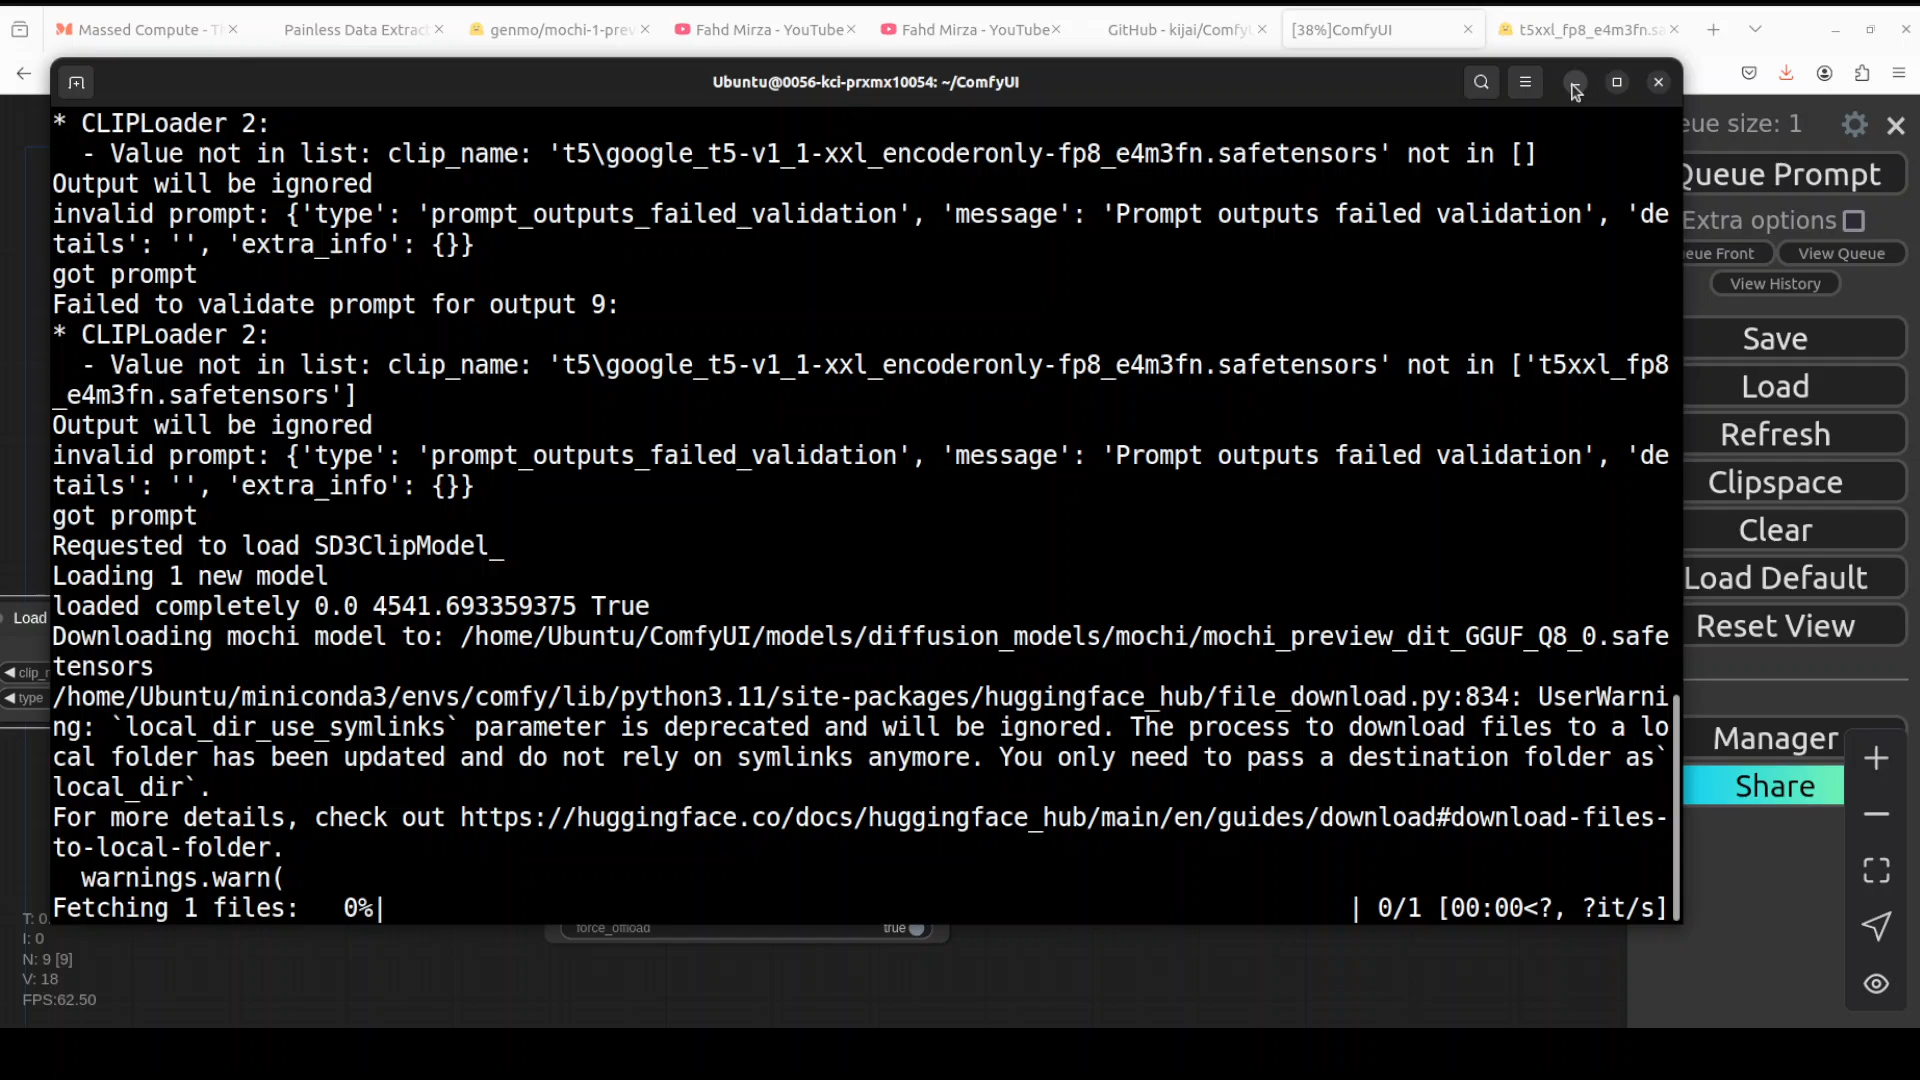 Massed Compute - Th
Painless Data Extract
genmo/mochi-1-prev
Fahd Mirza - YouTube
Fahd Mirza - YouTube
GitHub - kijai/ComfyU
[38%]ComfyUI
t5xxl_fp8_e4m3fn.sa
Ubuntu@0056-kci-prxmx10054: ~/ComfyUI
* CLIPLoader 2:
- Value not in list: clip_name: 't5\google_t5-v1_1-xxl_encoderonly-fp8_e4m3fn.safetensors' not in []
Output will be ignored
invalid prompt: {'type': 'prompt_outputs_failed_validation', 'message': 'Prompt outputs failed validation', 'de
tails': '', 'extra_info': {}}
got prompt
Failed to validate prompt for output 9:
* CLIPLoader 2:
- Value not in list: clip_name: 't5\google_t5-v1_1-xxl_encoderonly-fp8_e4m3fn.safetensors' not in ['t5xxl_fp8
_e4m3fn.safetensors']
Output will be ignored
invalid prompt: {'type': 'prompt_outputs_failed_validation', 'message': 'Prompt outputs failed validation', 'de
tails': '', 'extra_info': {}}
got prompt
Requested to load SD3ClipModel_
Loading 1 new model
loaded completely 0.0 4541.693359375 True
Downloading mochi model to: /home/Ubuntu/ComfyUI/models/diffusion_models/mochi/mochi_preview_dit_GGUF_Q8_0.safe
tensors
/home/Ubuntu/miniconda3/envs/comfy/lib/python3.11/site-packages/huggingface_hub/file_download.py:834: UserWarni
ng: `local_dir_use_symlinks` parameter is deprecated and will be ignored. The process to download files to a lo
cal folder has been updated and do not rely on symlinks anymore. You only need to pass a destination folder as`
local_dir`.
For more details, check out https://huggingface.co/docs/huggingface_hub/main/en/guides/download#download-files-
to-local-folder.
warnings.warn(
Fetching 1 files:   0%|          | 0/1 [00:00<?, ?it/s]
eue size: 1
Queue Prompt
Extra options
eue Front
View Queue
View History
Save
Load
Refresh
Clipspace
Clear
Load Default
Reset View
Manager
Share
Load
clip_n
type
force_offload
true
T: 0.
I: 0
N: 9 [9]
V: 18
FPS:62.50